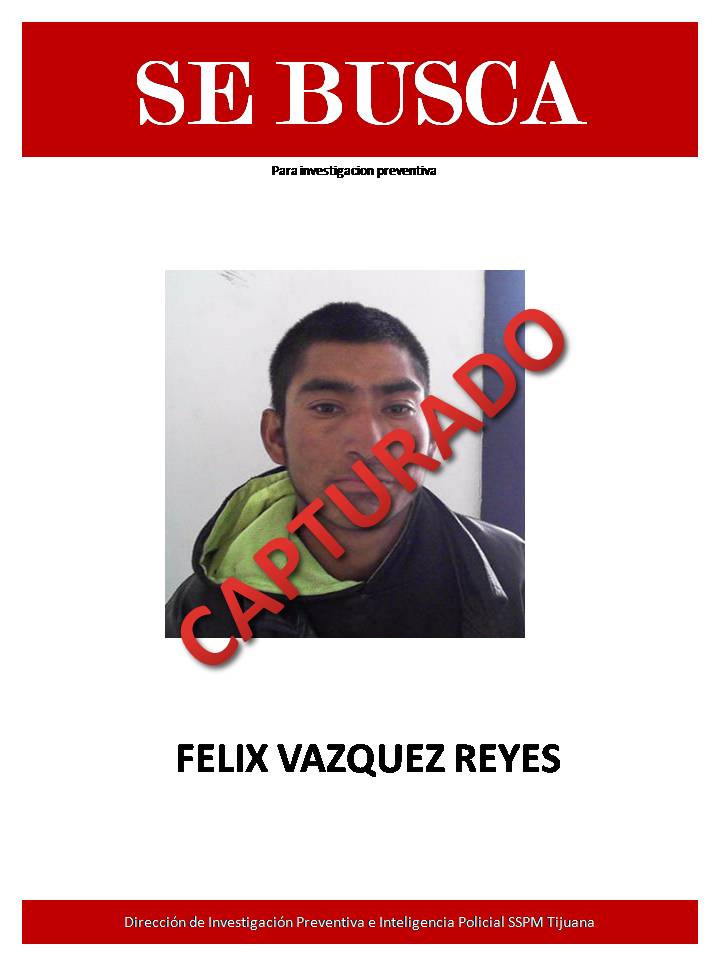 SE BUSCA
Para investigacion preventiva
CAPTURADO
FELIX VAZQUEZ REYES
Dirección de Investigación Preventiva e Inteligencia Policial SSPM Tijuana